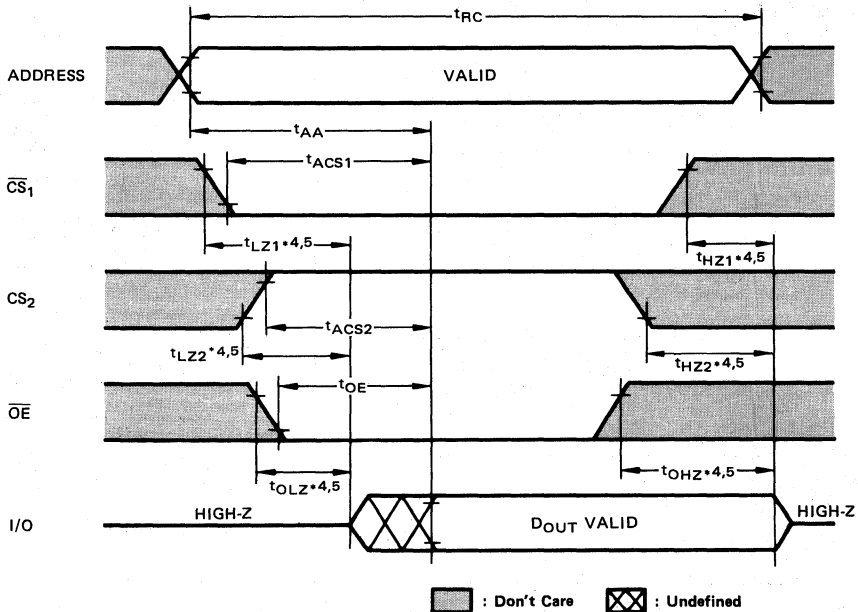 tRC
ADDRESS
VALID
tAA
tACS1
CS1
tLZ1*4,5
tHZ1*4,5
CS2
tACS2
tLZ2*4,5
tHZ2*4,5
OE
tOE
tOLZ*4,5
tOHZ*4,5
I/O
HIGH-Z
DOUT VALID
HIGH-Z
: Don't Care
: Undefined